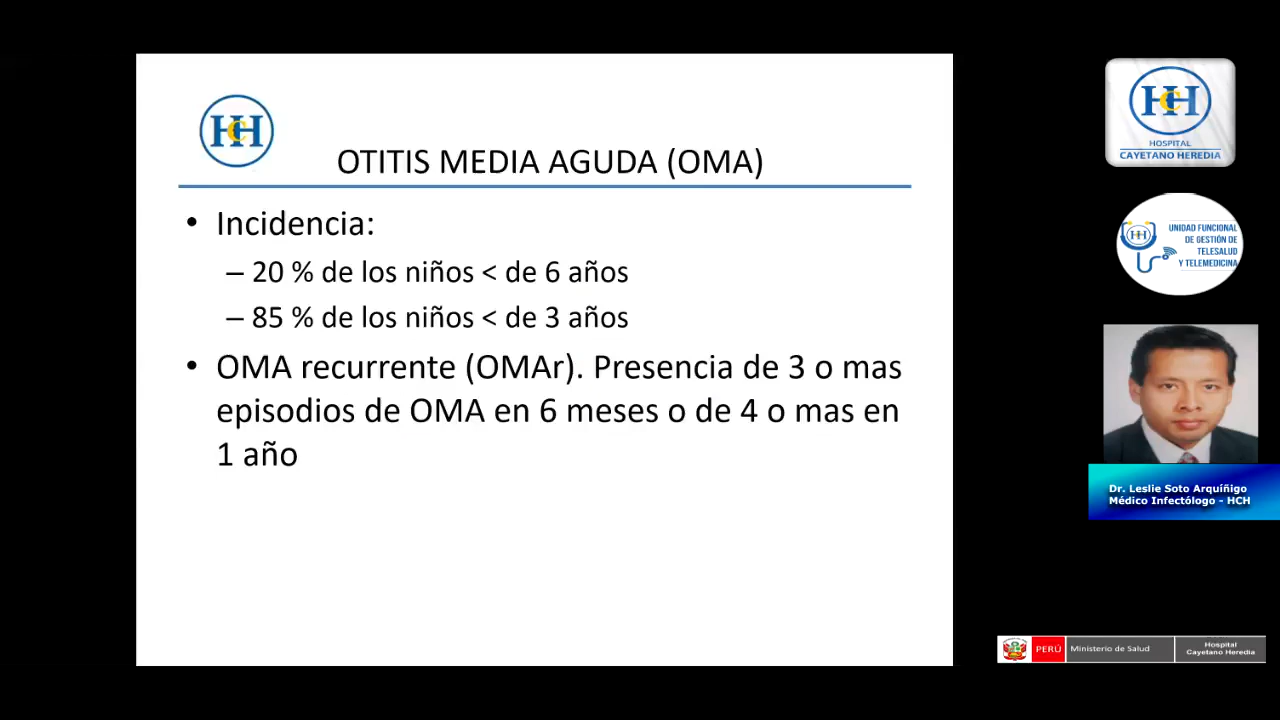 HCH
OTITIS MEDIA AGUDA (OMA)
• Incidencia:
– 20 % de los niños < de 6 años
– 85 % de los niños < de 3 años
• OMA recurrente (OMAr). Presencia de 3 o mas
episodios de OMA en 6 meses o de 4 o mas en
1 año
HCH
HOSPITAL
CAYETANO HEREDIA
HCH
UNIDAD FUNCIONAL
DE GESTIÓN DE
TELESALUD
Y TELEMEDICINA
Dr. Leslie Soto Arquíñigo
Médico Infectólogo - HCH
PERÚ
Ministerio de Salud
Hospital
Cayetano Heredia